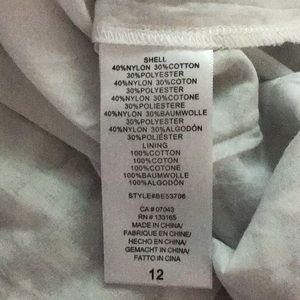 SHELL
40%NYLON 30%COTTON
30%POLYESTER
40%NYLON 30%COTON
30%POLYESTER
40%NYLON 30%COTONE
30%POLIESTERE
40%NYLON 30%BAUMWOLLE
30%POLYESTER
40%NYLON 30%ALGODÓN
30%POLIÉSTER
LINING
100%COTTON
100%COTON
100%COTONE
100%BAUMWOLLE
100%ALGODÓN
STYLE#BE53706
CA # 07043
RN # 133165
MADE IN CHINA/
FABRIQUE EN CHINE/
HECHO EN CHINA/
GEMACHT IN CHINA/
FATTO IN CINA
12